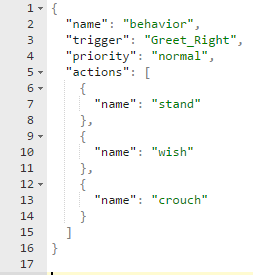 1 {
2   "name": "behavior",
3   "trigger": "Greet_Right",
4   "priority": "normal",
5   "actions": [
6     {
7       "name": "stand"
8     },
9     {
10       "name": "wish"
11     },
12     {
13       "name": "crouch"
14     }
15   ]
16 }
17